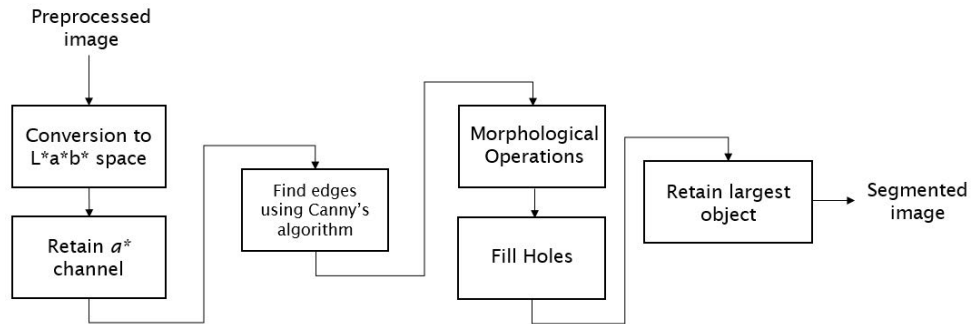 Preprocessed
image
Conversion to
L*a*b* space
Retain a*
channel
Find edges
using Canny's
algorithm
Morphological
Operations
Fill Holes
Retain largest
object
Segmented
image